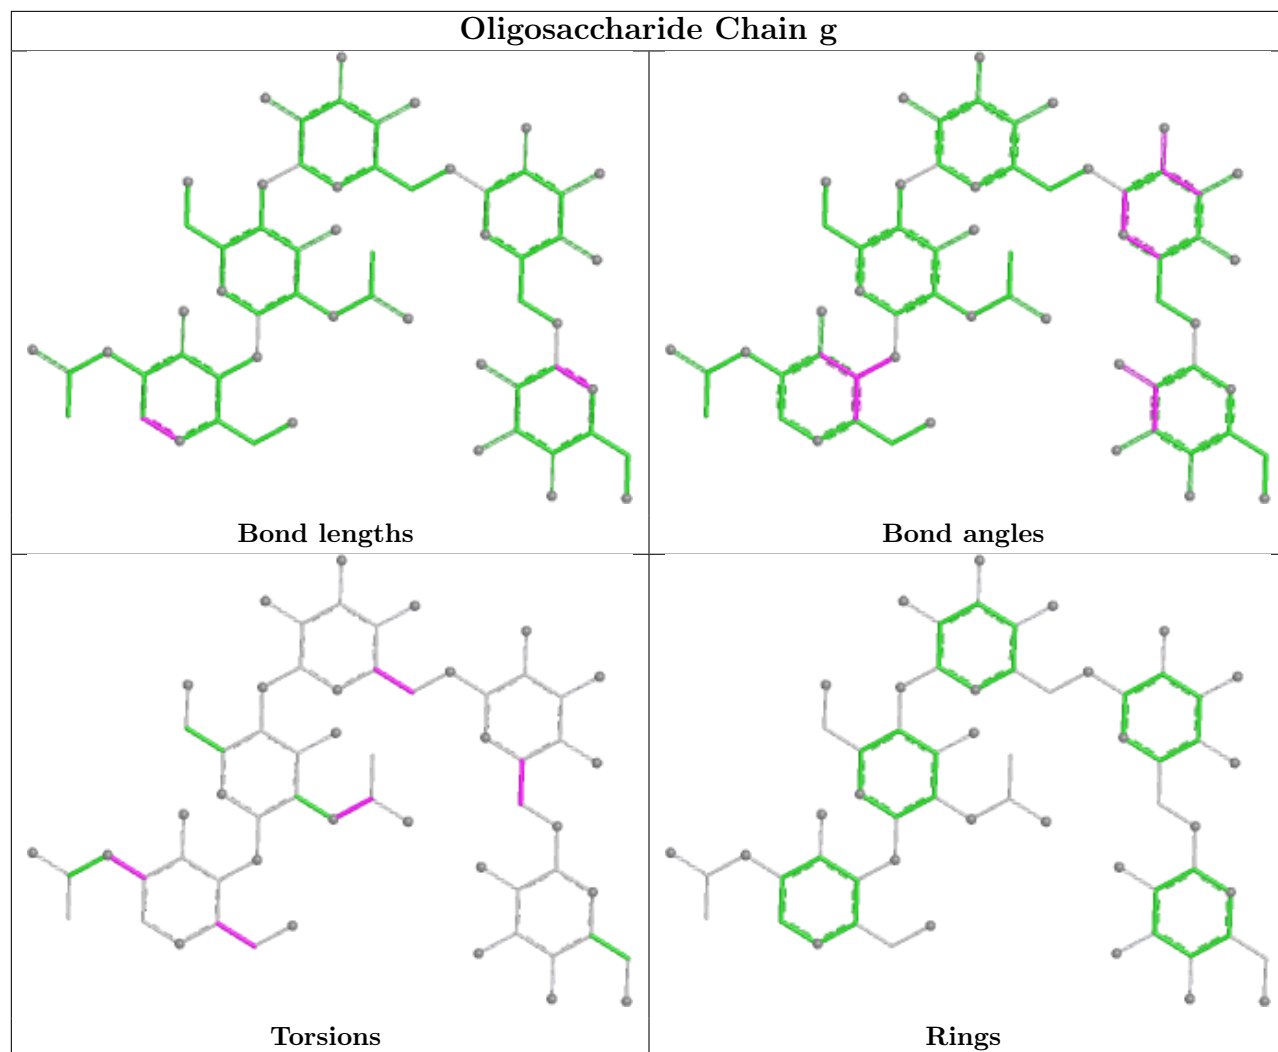 Oligosaccharide Chain g
Bond lengths
Bond angles
Torsions
Rings